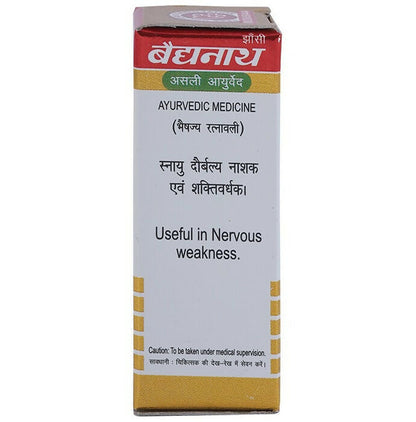 झाँसी
बैद्यनाथ
असली आयुर्वेद
AYURVEDIC MEDICINE
(भैषज्य रत्नावली)
स्नायु दौर्बल्य नाशक
एवं शक्तिवर्धक।
Useful in Nervous
weakness.
Caution: To be taken under medical supervision.
सावधानी : चिकित्सक की देख-रेख में सेवन करें।